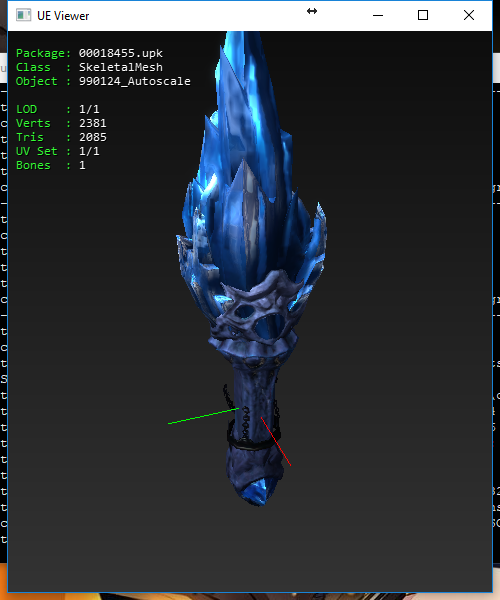 UE Viewer
Package: 00018455.upk
Class : SkeletalMesh
Object : 990124_Autoscale
LOD : 1/1
Verts : 2381
Tris : 2085
UV Set : 1/1
Bones : 1